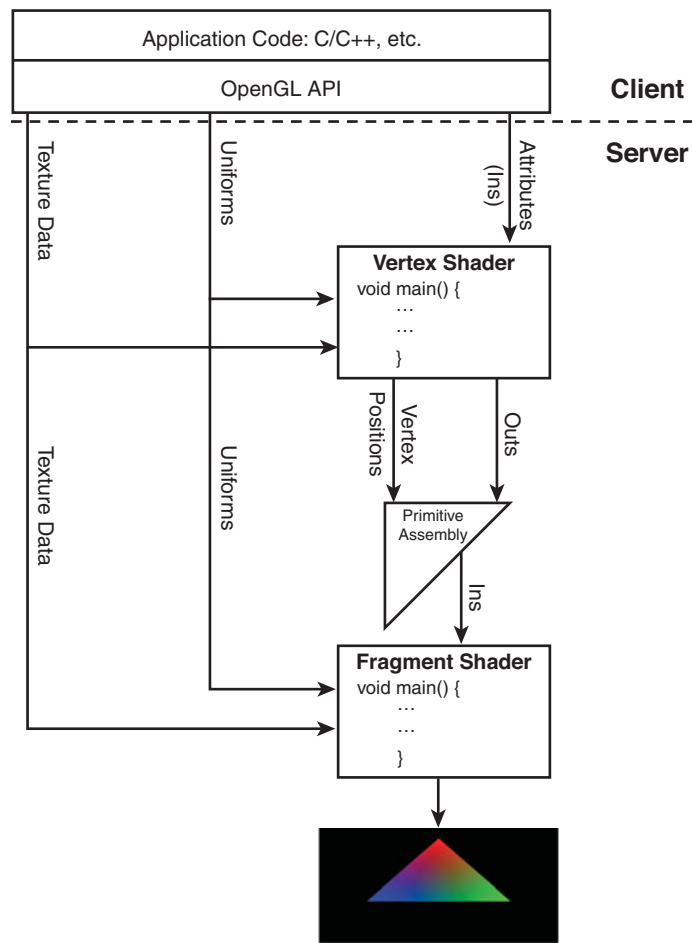 Application Code: C/C++, etc.
OpenGL API
Client
Server
Texture Data
Uniforms
Attributes
(Ins)
Vertex Shader
void main() {
…
…
}
Vertex
Positions
Outs
Texture Data
Uniforms
Primitive
Assembly
Ins
Fragment Shader
void main() {
…
…
}